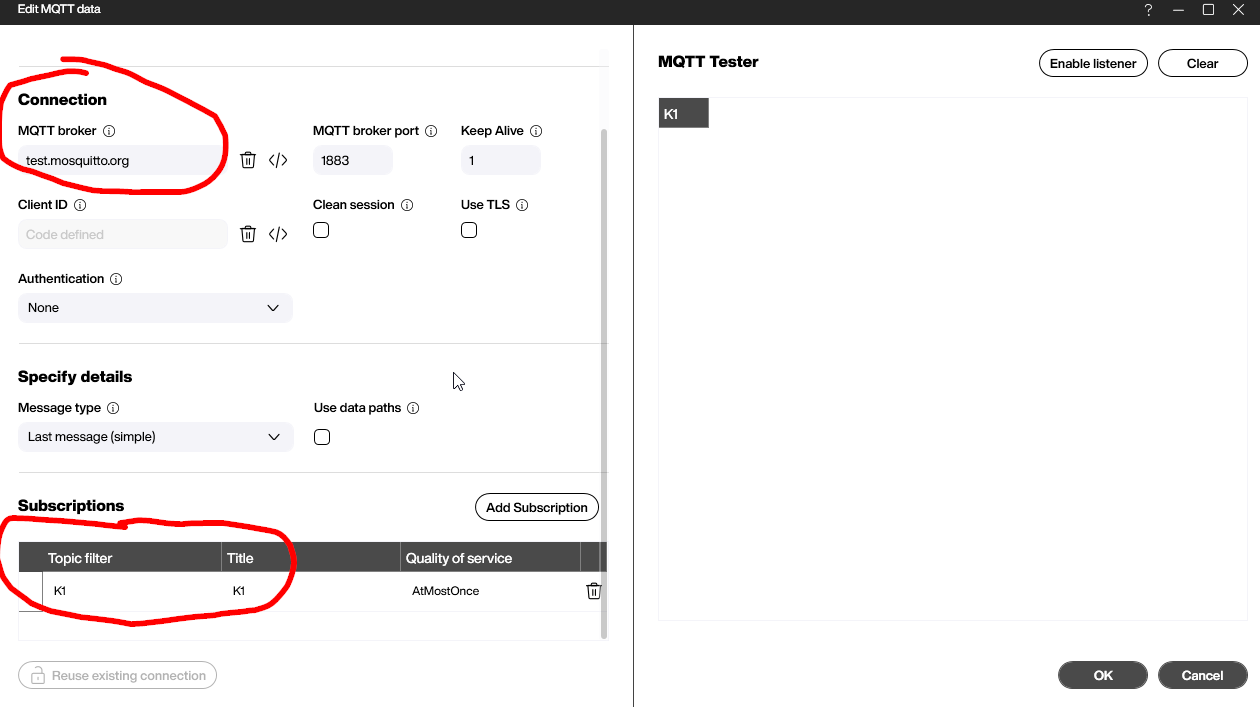 Edit MQTT data
?
Connection
MQTT broker
MQTT broker port
Keep Alive
test.mosquitto.org
1883
1
Client ID
Clean session
Use TLS
Code defined
Authentication
None
Specify details
Message type
Use data paths
Last message (simple)
Subscriptions
Add Subscription
Topic filter Title Quality of service
K1 K1 AtMostOnce
Reuse existing connection
MQTT Tester
Enable listener
Clear
K1
OK
Cancel